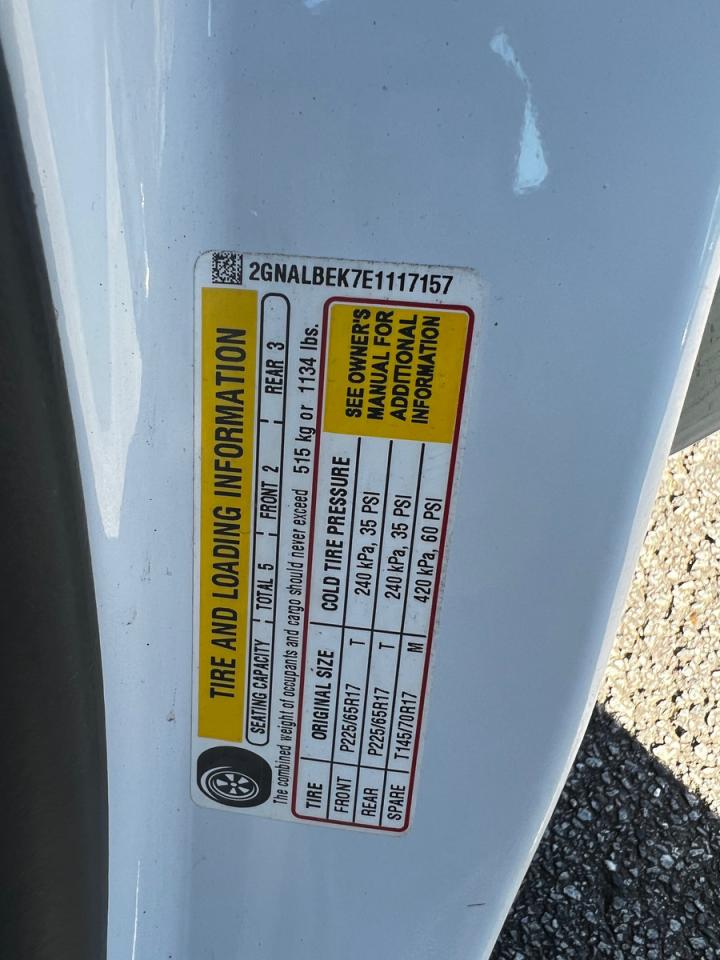 2GNALBEK7E1117157
TIRE AND LOADING INFORMATION
SEATING CAPACITY TOTAL 5 FRONT 2 REAR 3
The combined weight of occupants and cargo should never exceed 515 kg or 1134 lbs.
TIRE ORIGINAL SIZE COLD TIRE PRESSURE
FRONT P225/65R17 T 240 kPa, 35 PSI
REAR P225/65R17 T 240 kPa, 35 PSI
SPARE T145/70R17 M 420 kPa, 60 PSI
SEE OWNER'S
MANUAL FOR
ADDITIONAL
INFORMATION